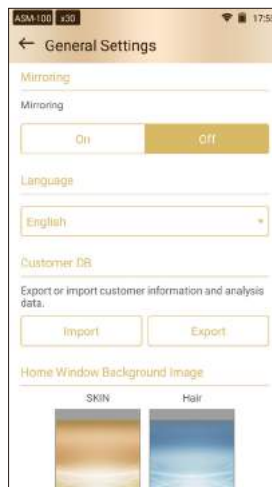 ASM-100 x30 17:55
← General Settings
Mirroring
Mirroring
On Off
Language
English
Customer DB
Export or import customer information and analysis
data.
Import Export
Home Window Background Image
SKIN Hair